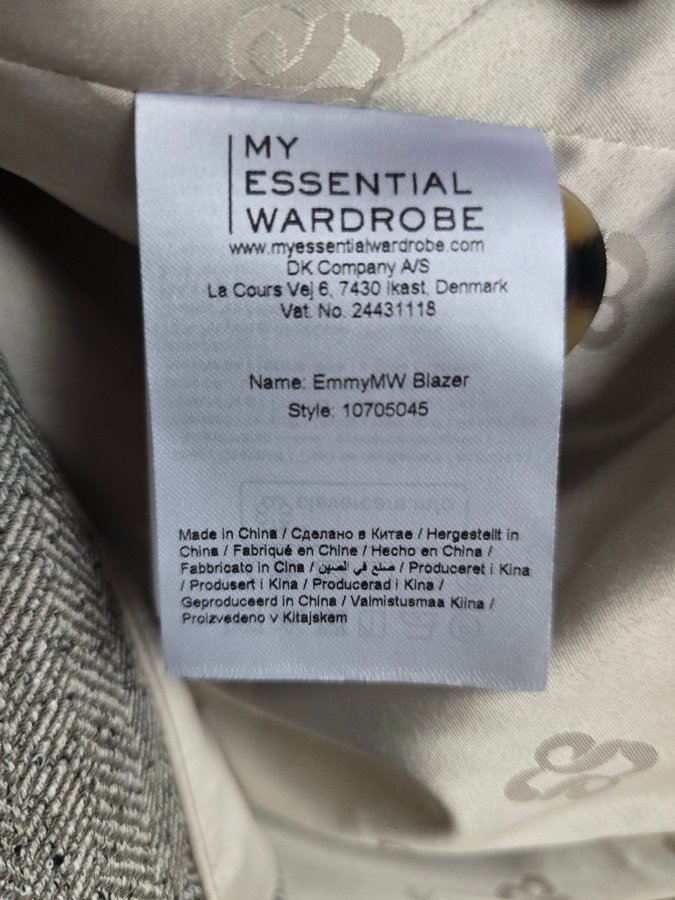 MY
ESSENTIAL
WARDROBE
www.myessentialwardrobe.com
DK Company A/S
La Cours Vej 6, 7430 Ikast, Denmark
Vat. No. 24431118
Name: EmmyMW Blazer
Style: 10705045
Made in China / Сделано в Китае / Hergestellt in
China / Fabriqué en Chine / Hecho en China /
Fabbricato in Cina / صنع في الصين / Produceret i Kina
/ Produsert i Kina / Producerad i Kina /
Geproduceerd in China / Valmistusmaa Kiina /
Proizvedeno v Kitajskem